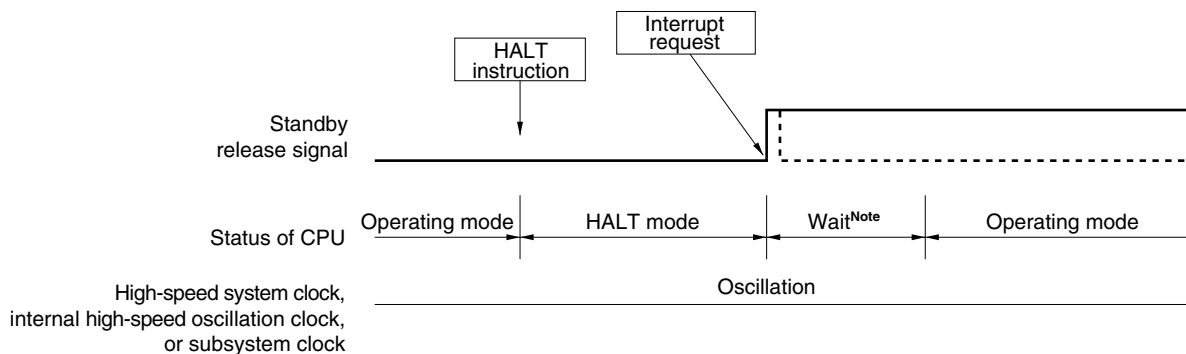 Interrupt
request
HALT
instruction
Standby
release signal
Status of CPU
Operating mode
HALT mode
WaitNote
Operating mode
High-speed system clock,
internal high-speed oscillation clock,
or subsystem clock
Oscillation